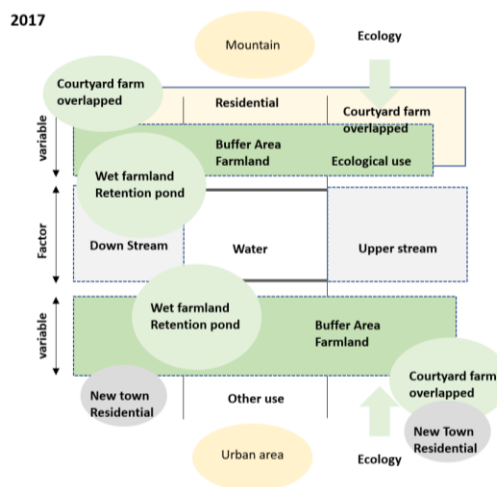 2017
Mountain
Ecology
Courtyard farm
overlapped
Residential
Courtyard farm
overlapped
variable
Buffer Area
Farmland
Ecological use
Wet farmland
Retention pond
Factor
Down Stream
Water
Upper stream
Wet farmland
Retention pond
variable
Buffer Area
Farmland
Courtyard farm
overlapped
New town
Residential
Other use
New Town
Residential
Urban area
Ecology